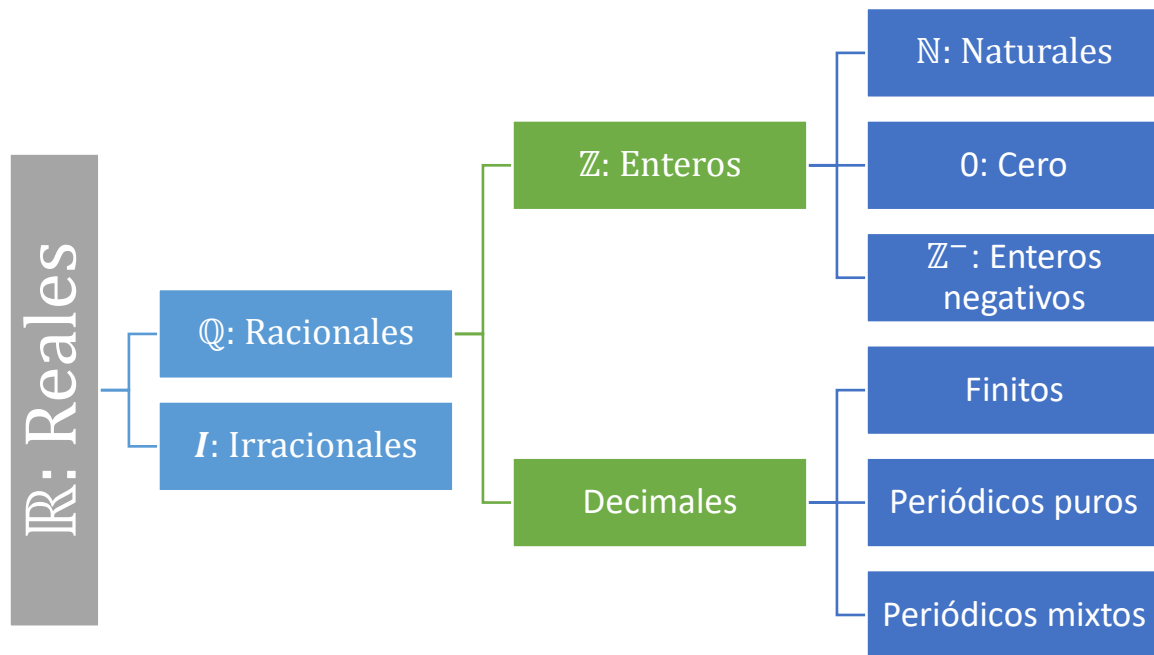 ℝ: Reales
ℚ: Racionales
I: Irracionales
ℤ: Enteros
Decimales
ℕ: Naturales
0: Cero
ℤ⁻: Enteros
negativos
Finitos
Periódicos puros
Periódicos mixtos